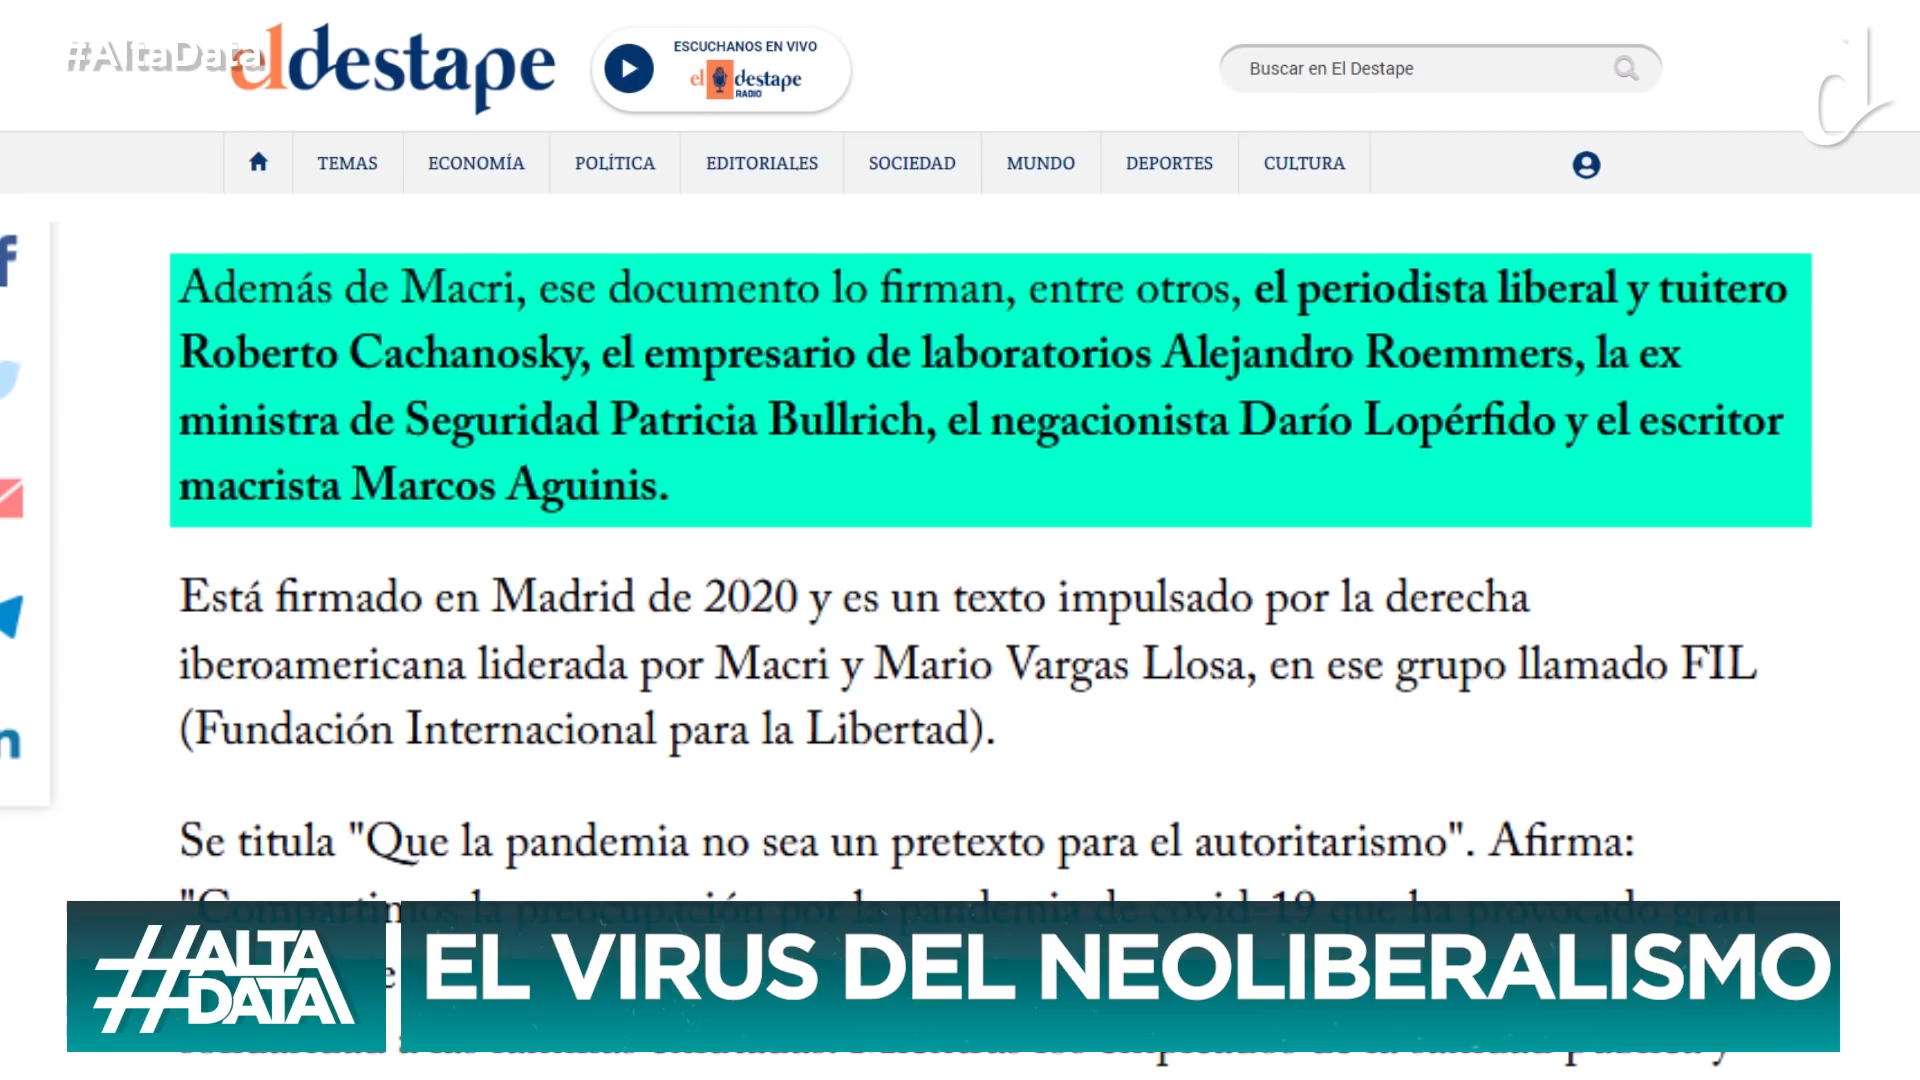 #AltaData
eldestape
ESCUCHANOS EN VIVO
el destape
RADIO
Buscar en El Destape
TEMAS
ECONOMÍA
POLÍTICA
EDITORIALES
SOCIEDAD
MUNDO
DEPORTES
CULTURA
Además de Macri, ese documento lo firman, entre otros, el periodista liberal y tuitero
Roberto Cachanosky, el empresario de laboratorios Alejandro Roemmers, la ex
ministra de Seguridad Patricia Bullrich, el negacionista Darío Lopérfido y el escritor
macrista Marcos Aguinis.
Está firmado en Madrid de 2020 y es un texto impulsado por la derecha
iberoamericana liderada por Macri y Mario Vargas Llosa, en ese grupo llamado FIL
(Fundación Internacional para la Libertad).
Se titula "Que la pandemia no sea un pretexto para el autoritarismo". Afirma:
"Compartimos la preocupación por la pandemia de covid-19 que ha provocado gran
#ALTA
DATA
EL VIRUS DEL NEOLIBERALISMO